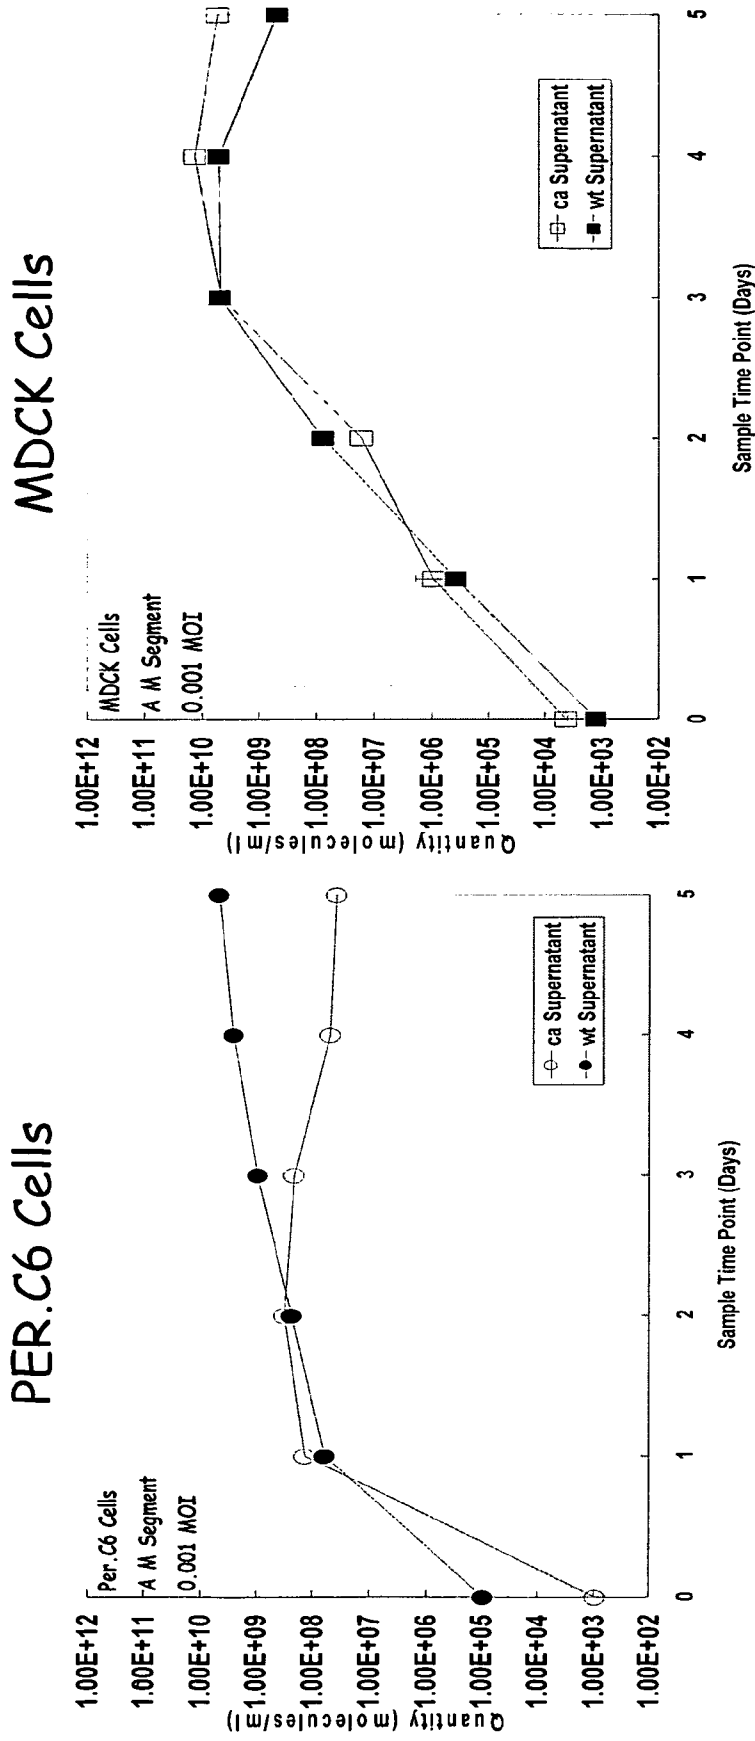 PER.C6 Cells
Per.C6 Cells
A M Segment
0.001 MOI
1.00E+12
1.00E+11
1.00E+10
1.00E+09
1.00E+08
1.00E+07
1.00E+06
1.00E+05
1.00E+04
1.00E+03
1.00E+02
Quantity (molecules/ml)
ca Supernatant
wt Supernatant
0
1
2
3
4
5
Sample Time Point (Days)
MDCK Cells
MDCK Cells
A M Segment
0.001 MOI
1.00E+12
1.00E+11
1.00E+10
1.00E+09
1.00E+08
1.00E+07
1.00E+06
1.00E+05
1.00E+04
1.00E+03
1.00E+02
Quantity (molecules/ml)
ca Supernatant
wt Supernatant
0
1
2
3
4
5
Sample Time Point (Days)